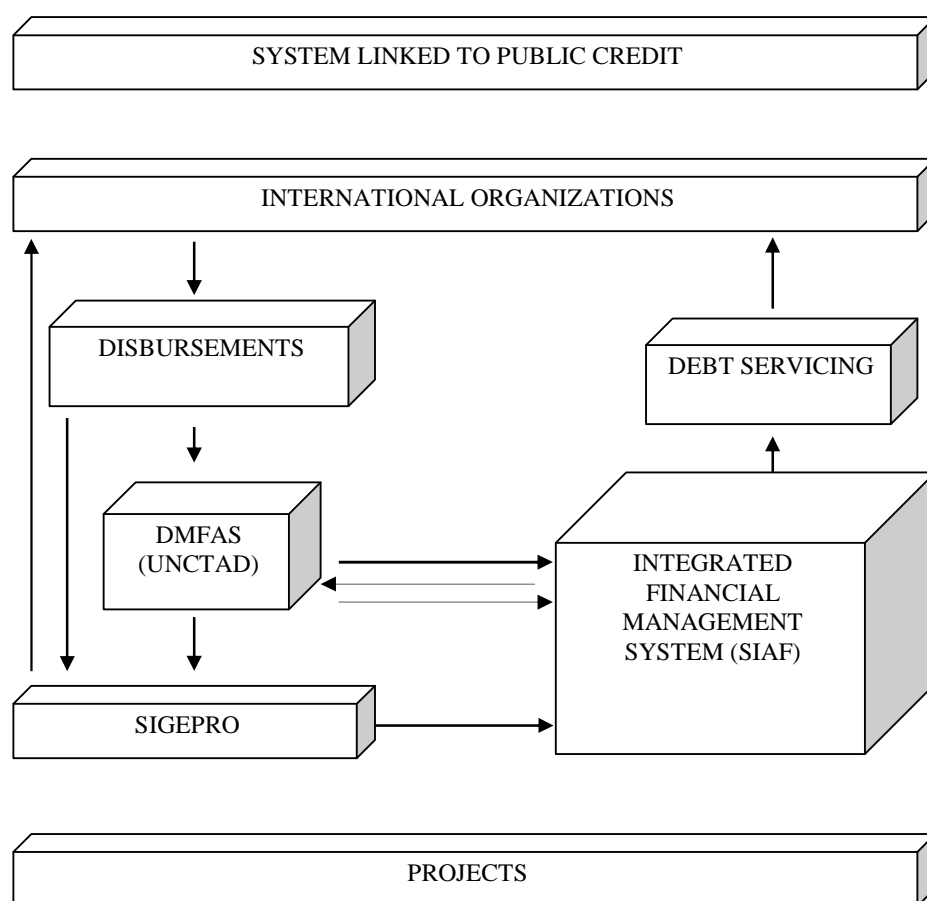 SYSTEM LINKED TO PUBLIC CREDIT
INTERNATIONAL ORGANIZATIONS
DISBURSEMENTS
DEBT SERVICING
DMFAS
(UNCTAD)
INTEGRATED
FINANCIAL
MANAGEMENT
SYSTEM (SIAF)
SIGEPRO
PROJECTS